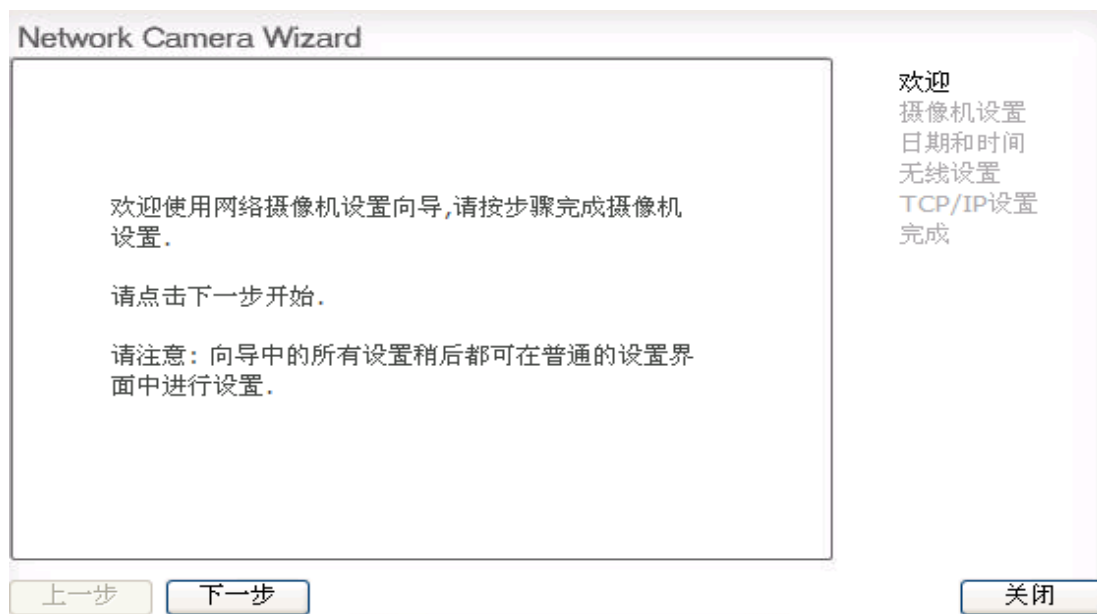 Network Camera Wizard
欢迎使用网络摄像机设置向导,请按步骤完成摄像机
设置.
请点击下一步开始.
请注意: 向导中的所有设置稍后都可在普通的设置界
面中进行设置.
欢迎
摄像机设置
日期和时间
无线设置
TCP/IP设置
完成
上一步
下一步
关闭